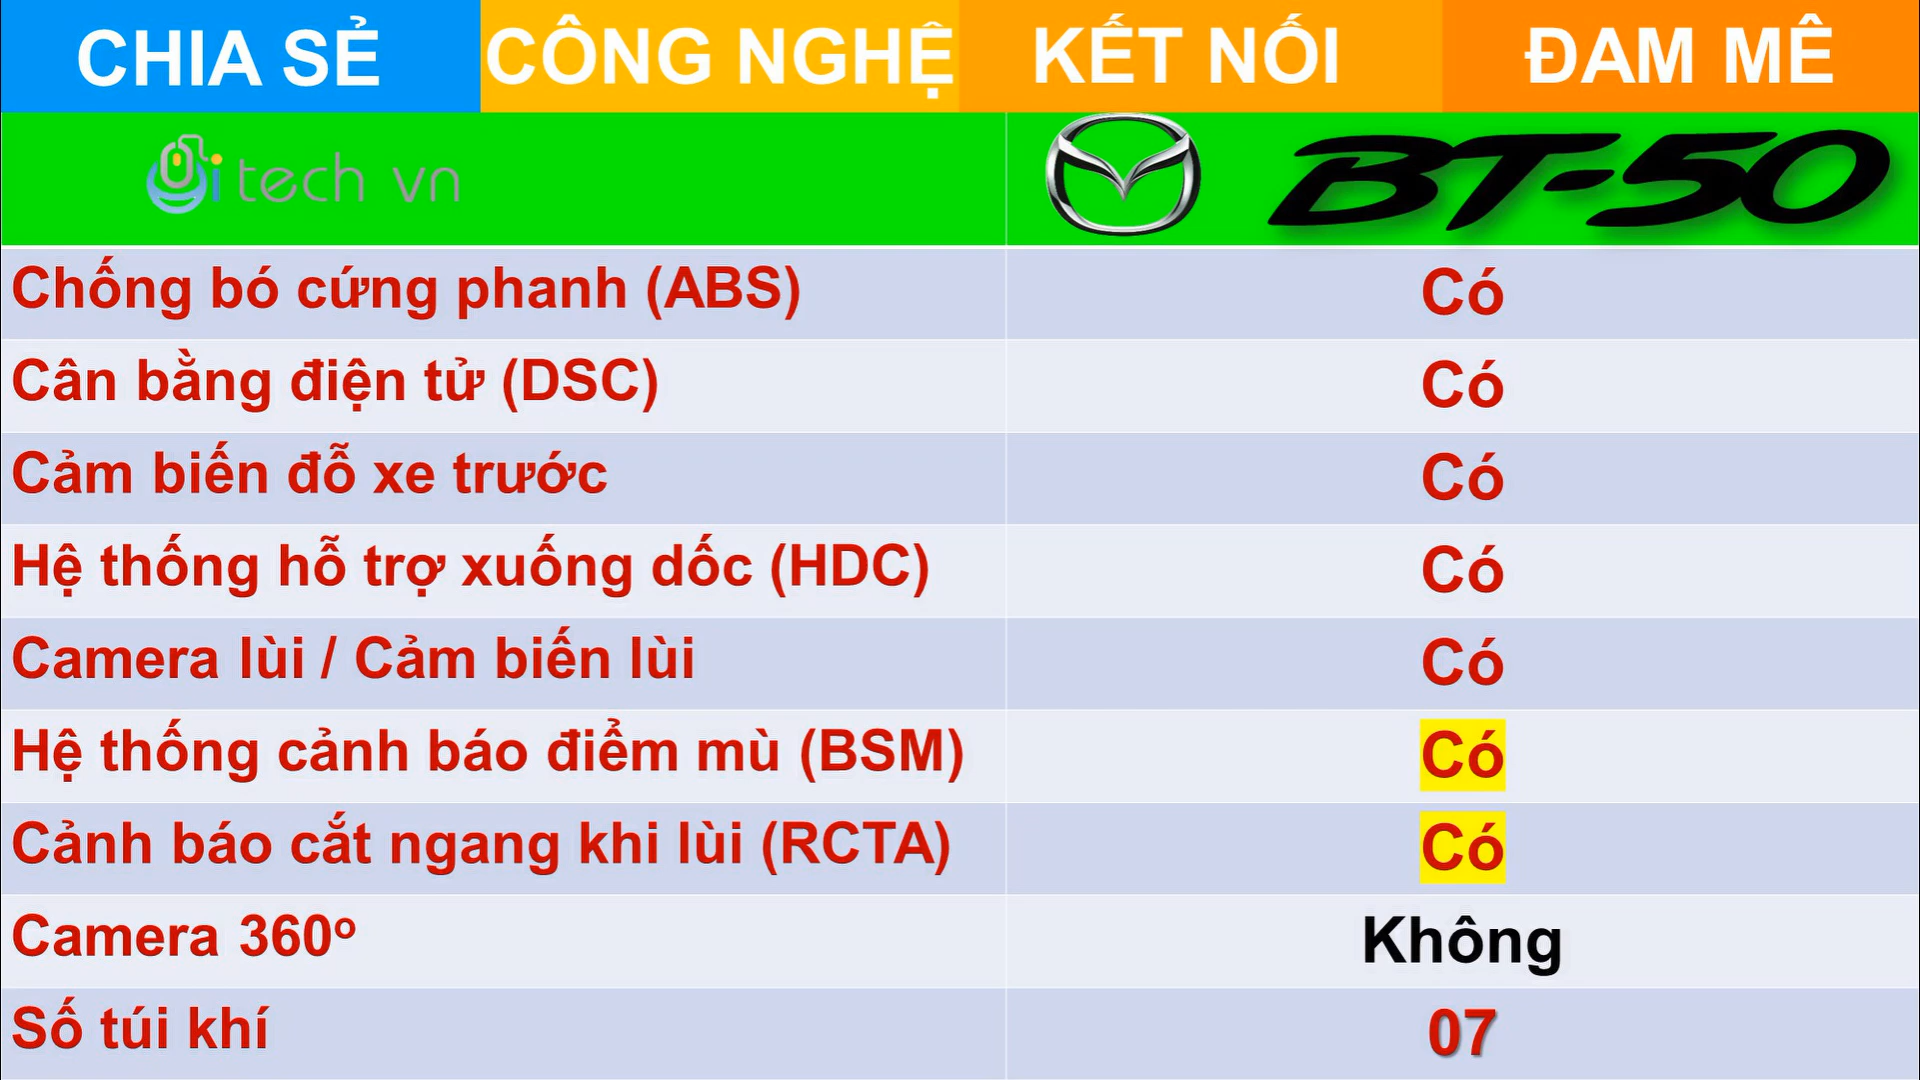 CHIA SẺ CÔNG NGHỆ KẾT NỐI ĐAM MÊ
i tech vn BT-50
Chống bó cứng phanh (ABS) Có
Cân bằng điện tử (DSC) Có
Cảm biến đỗ xe trước Có
Hệ thống hỗ trợ xuống dốc (HDC) Có
Camera lùi / Cảm biến lùi Có
Hệ thống cảnh báo điểm mù (BSM) Có
Cảnh báo cắt ngang khi lùi (RCTA) Có
Camera 360º Không
Số túi khí 07